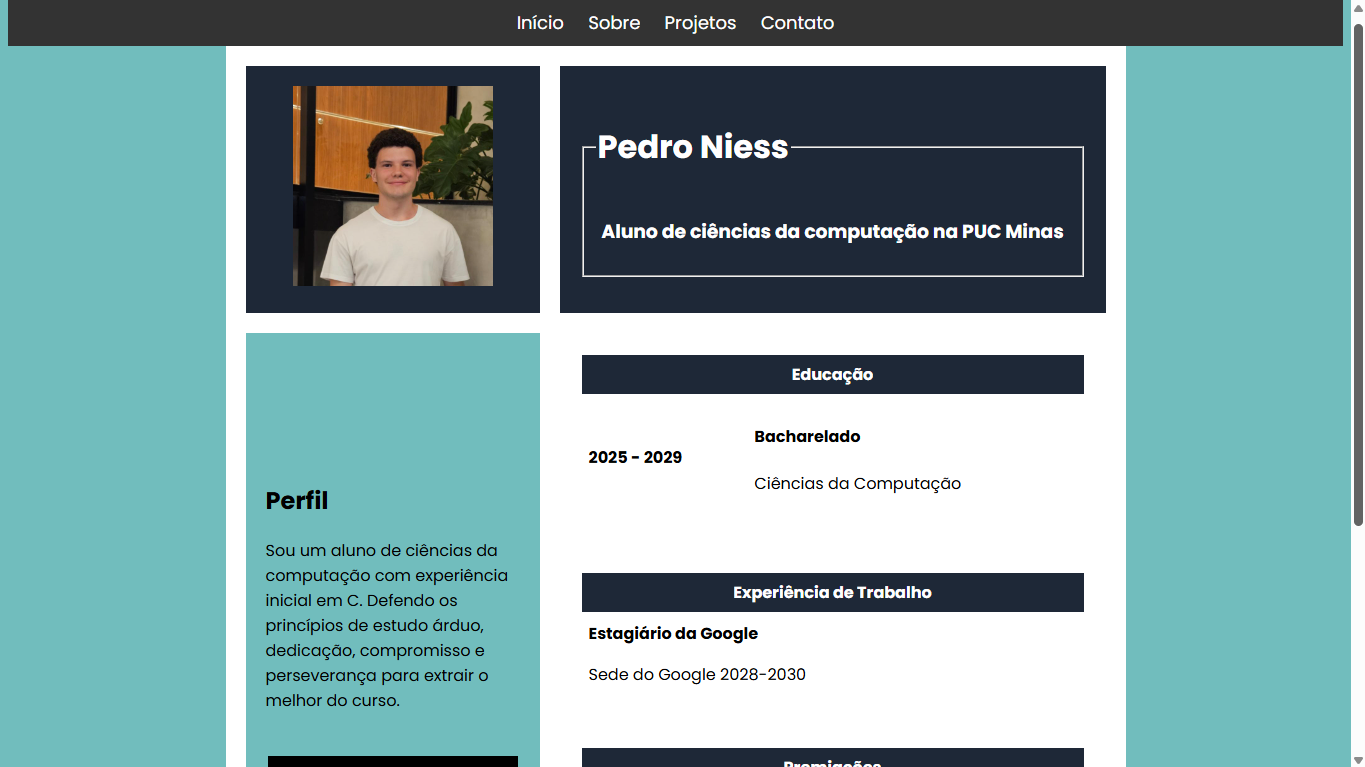 Início Sobre Projetos Contato
Pedro Niess
Aluno de ciências da computação na PUC Minas
Perfil
Sou um aluno de ciências da
computação com experiência
inicial em C. Defendo os
princípios de estudo árduo,
dedicação, compromisso e
perseverança para extrair o
melhor do curso.
Educação
2025 - 2029
Bacharelado
Ciências da Computação
Experiência de Trabalho
Estagiário da Google
Sede do Google 2028-2030
Premiações